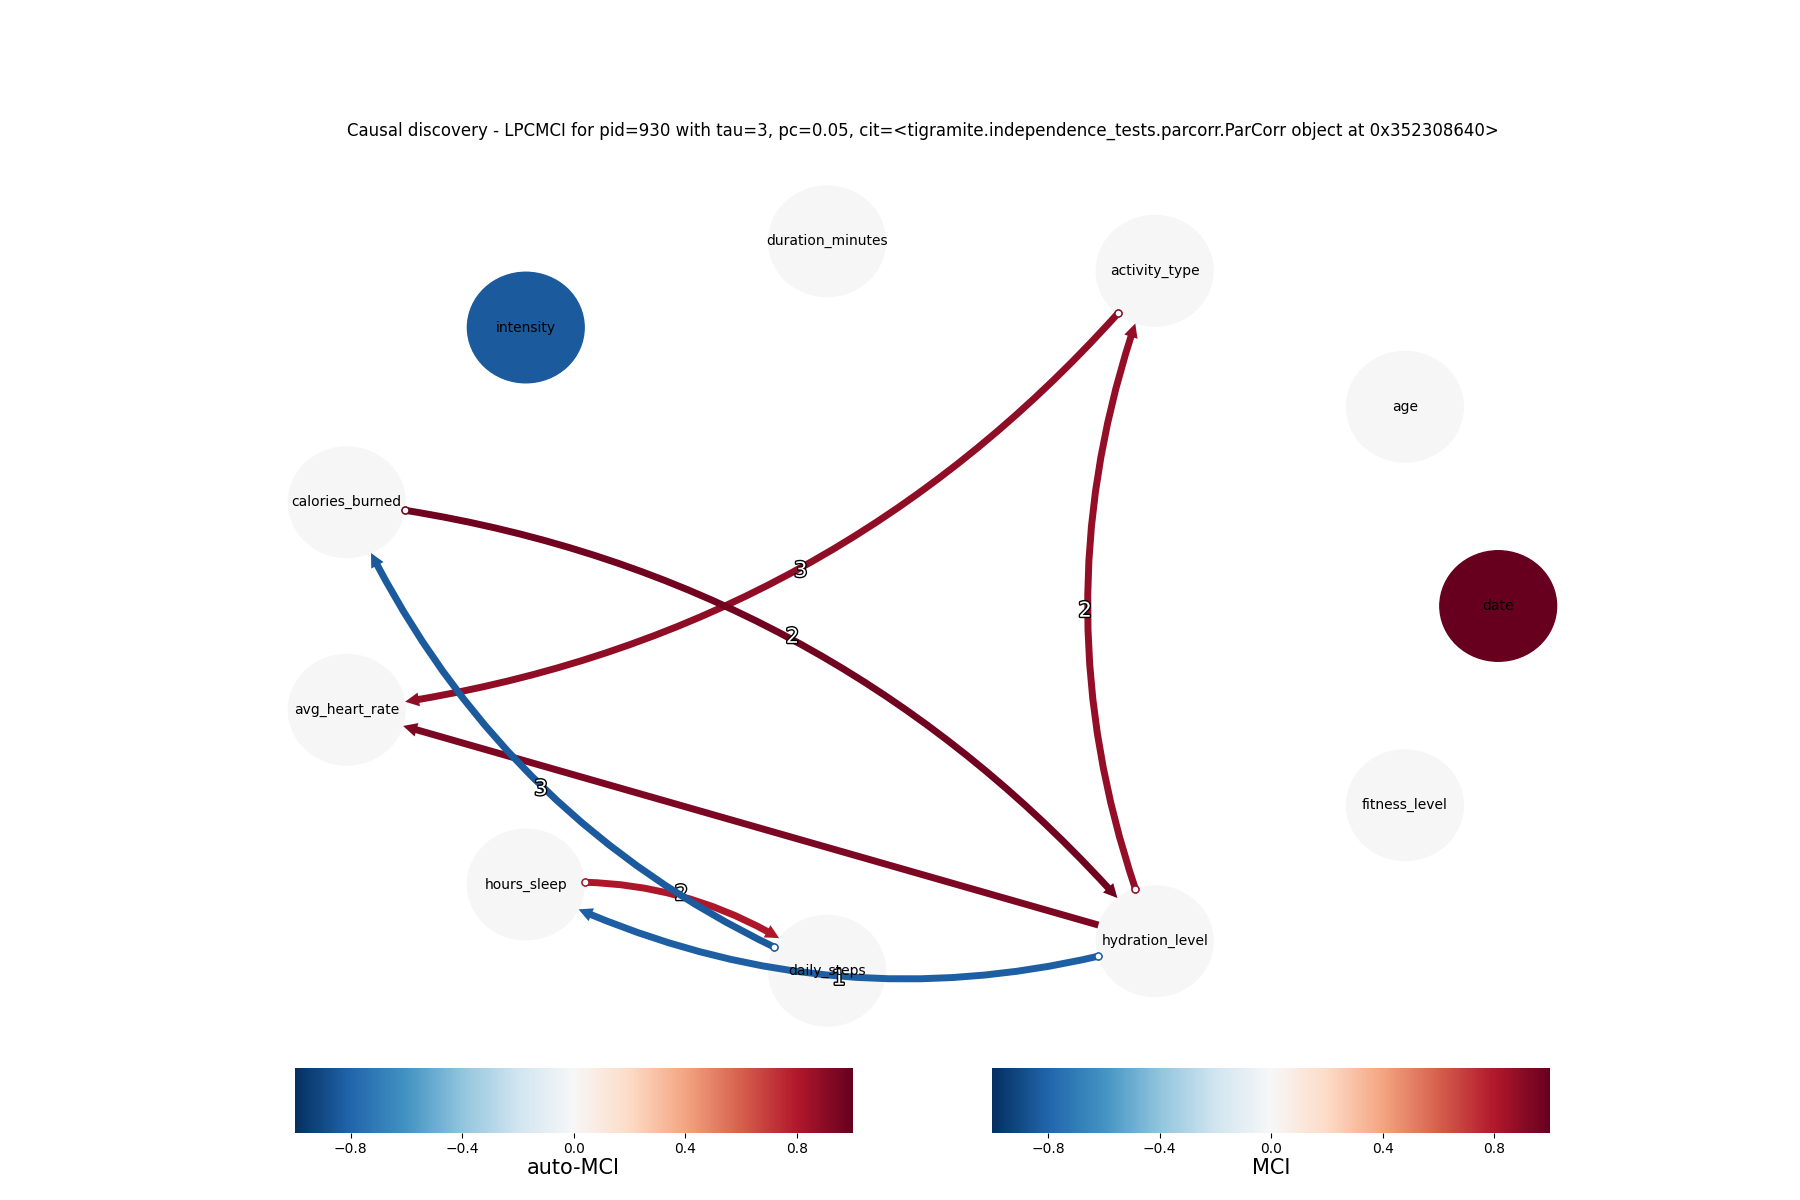 Causal discovery - LPCMCI for pid=930 with tau=3, pc=0.05, cit=<tigramite.independence_tests.parcorr.ParCorr object at 0x352308640>
duration_minutes
activity_type
intensity
age
calories_burned
3
date
2
2
avg_heart_rate
3
fitness_level
hours_sleep
2
hydration_level
daily_steps
1
−0.8 −0.4 0.0 0.4 0.8
auto-MCI
−0.8 −0.4 0.0 0.4 0.8
MCI